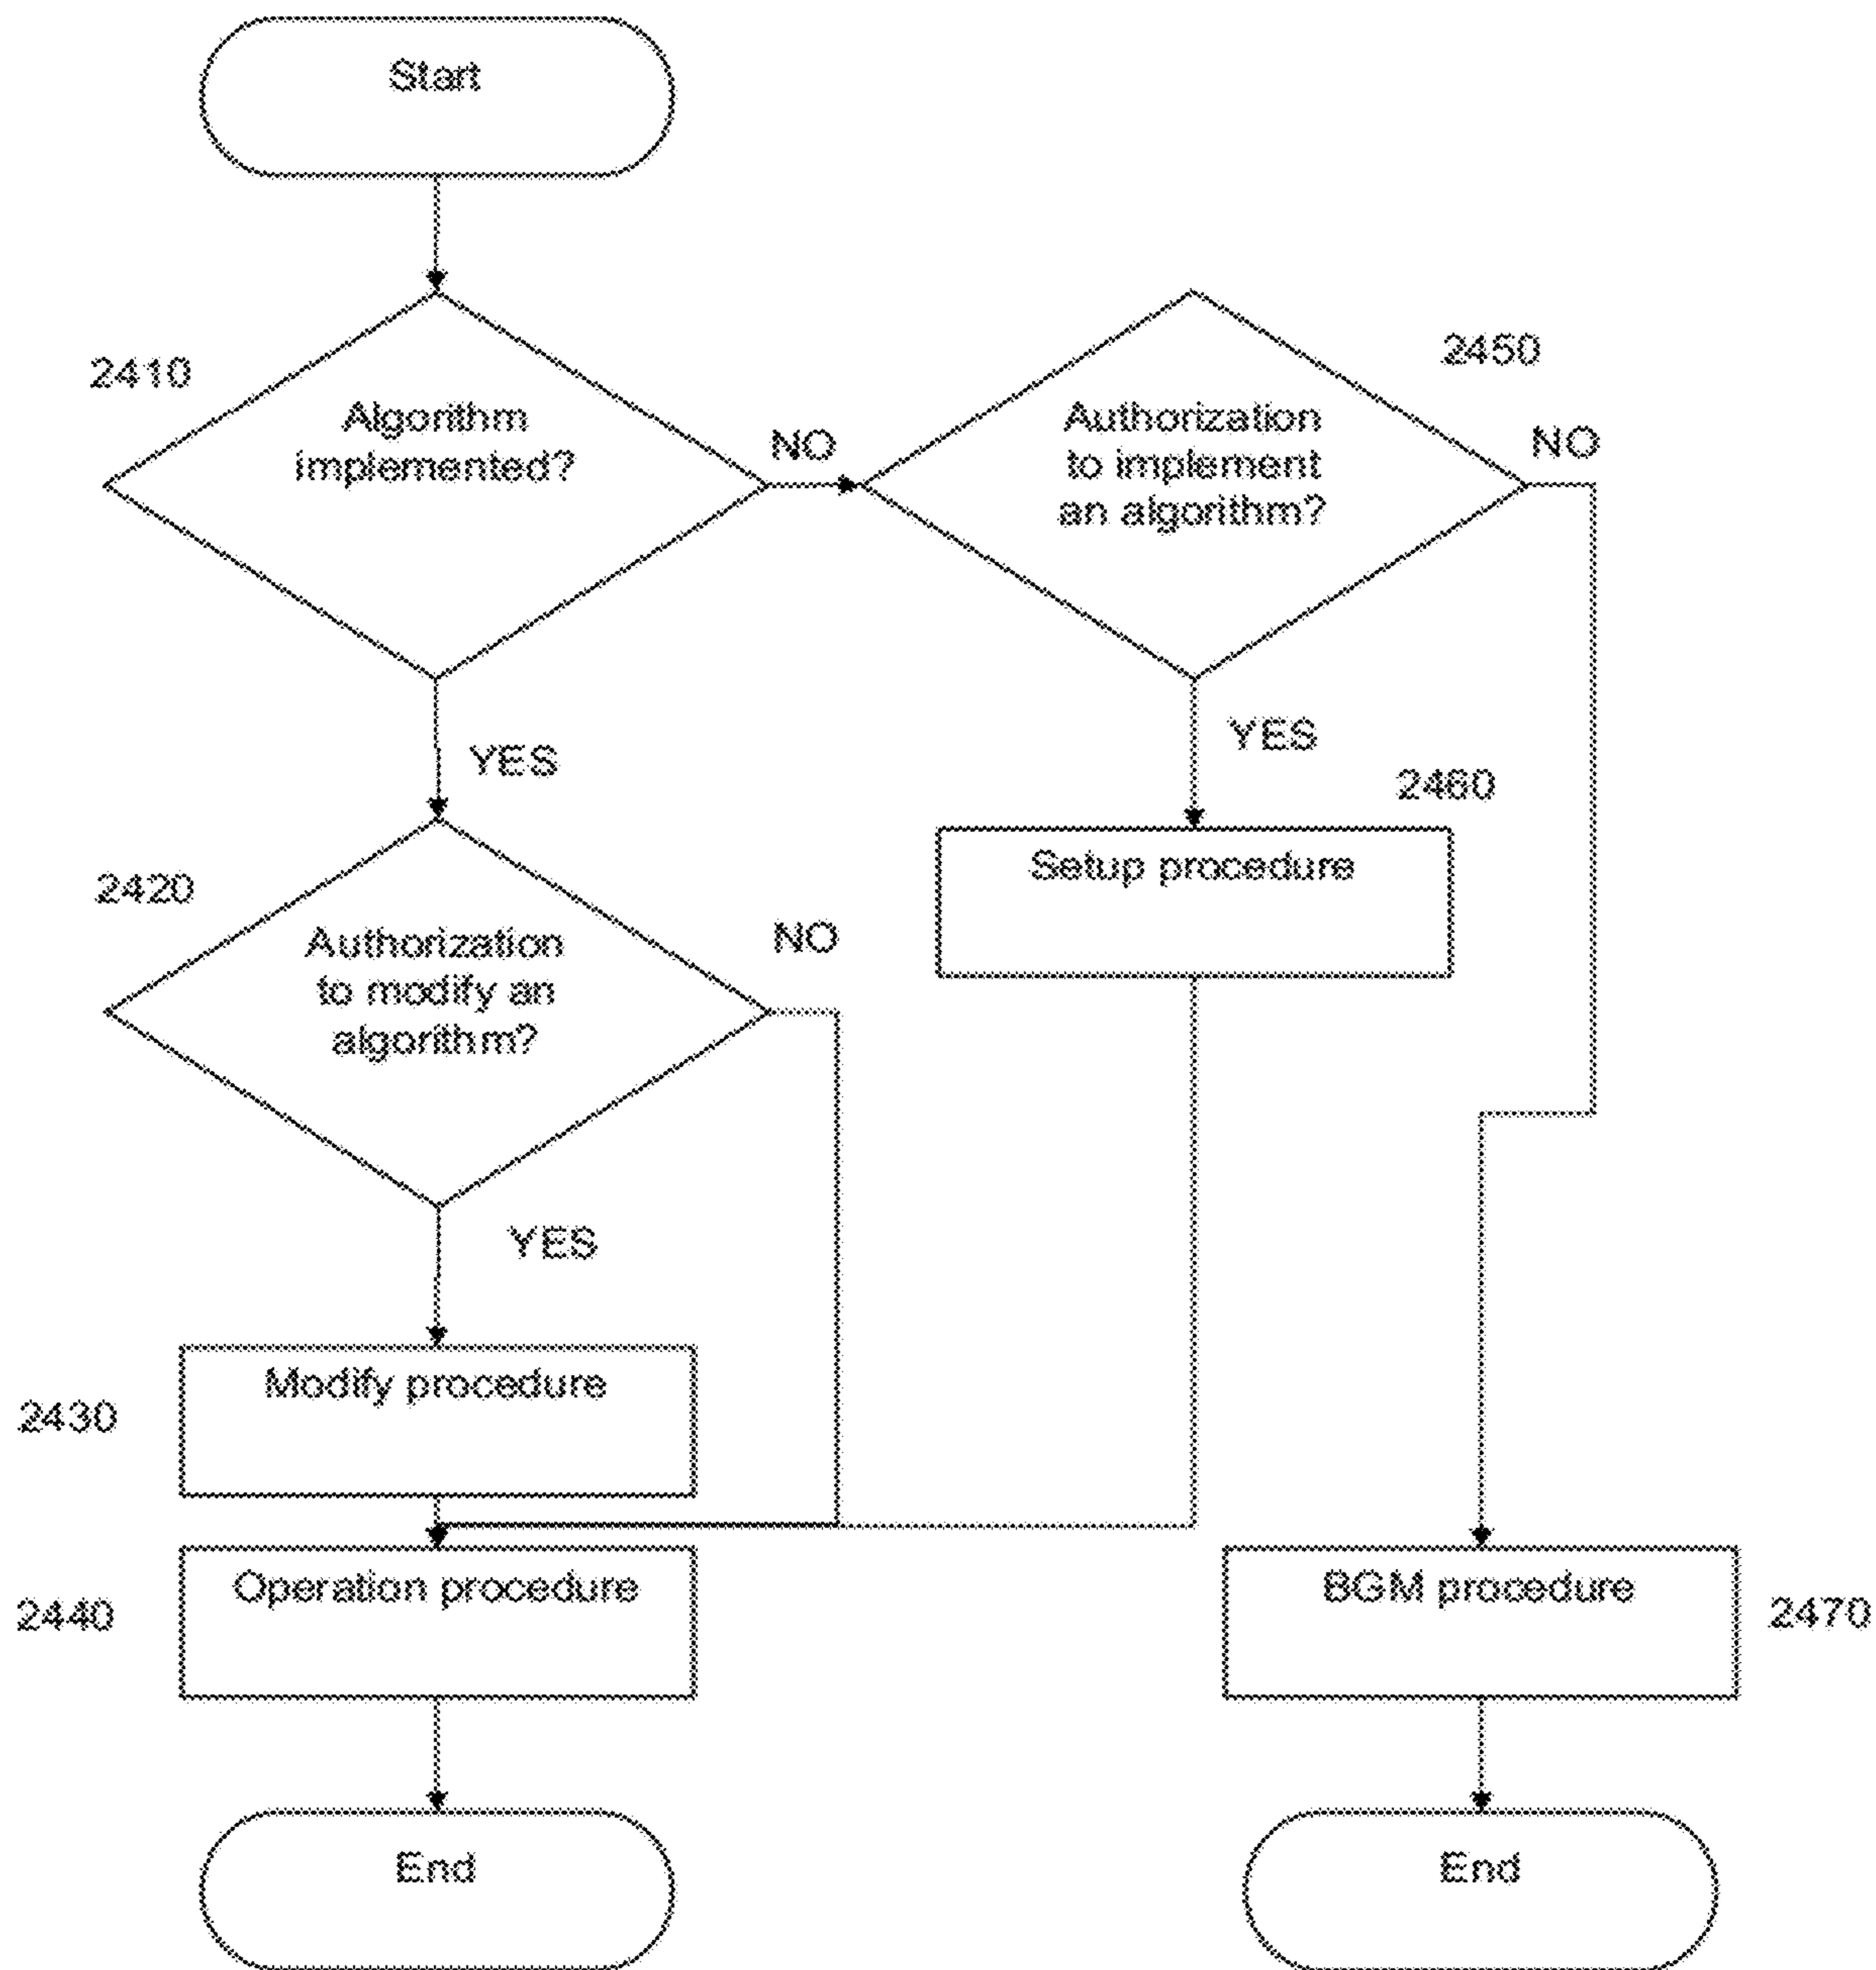 Start
2410
Algorithm
implemented?
NO
2450
Authorization
to implement
an algorithm?
NO
YES
YES
2460
Setup procedure
2420
Authorization
to modify an
algorithm?
NO
YES
2430
Modify procedure
2440
Operation procedure
BGM procedure
2470
End
End